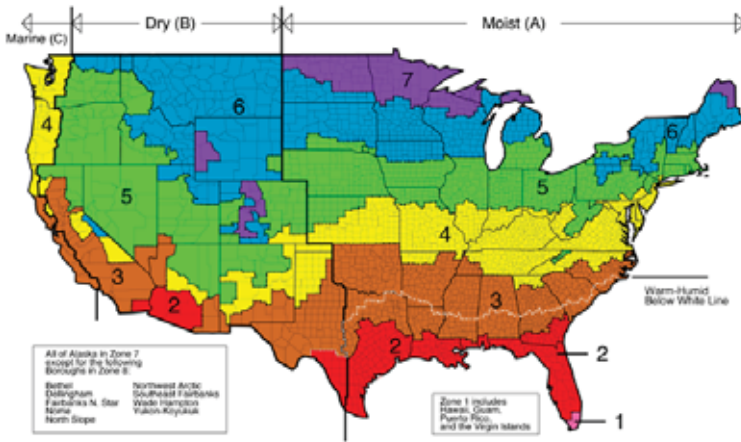 Marine (C)
Dry (B)
Moist (A)
7
6
6
4
5
5
4
3
3
2
2
2
1
Warm-Humid
Below White Line
All of Alaska in Zone 7
except for the following
Boroughs in Zone 8:
Bethel Northwest Arctic
Dellingham Southeast Fairbanks
Fairbanks N. Star Wade Hampton
Nome Yukon-Koyukuk
North Slope
Zone 1 includes
Hawaii, Guam,
Puerto Rico,
and the Virgin Islands